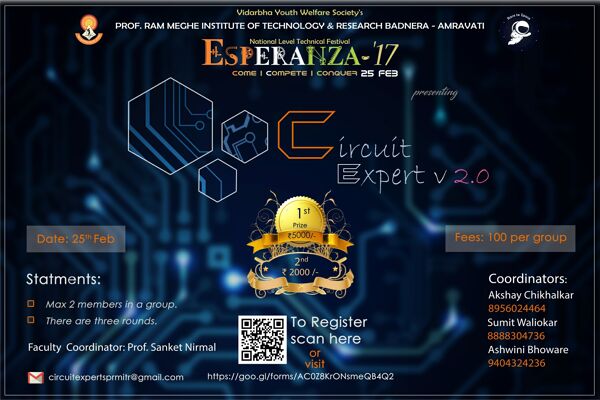 Vidarbha Youth Welfare Society's
PROF. RAM MEGHE INSTITUTE OF TECHNOLOGY & RESEARCH BADNERA - AMRAVATI
National Level Technical Festival
ESPERANZA-'17
COME | COMPETE | CONQUER 25 FEB
presenting
Circuit
Expert v 2.0
1st
Prize
₹5000/-
2nd
₹ 2000 /-
Date: 25th Feb
Fees: 100 per group
Statments:
Max 2 members in a group.
There are three rounds.
Faculty Coordinator: Prof. Sanket Nirmal
circuitexpertsprmitr@gmail.com
To Register
scan here
or
visit
https://goo.gl/forms/AC0Z8KrONsmeQB4Q2
Coordinators:
Akshay Chikhalkar
8956024464
Sumit Waliokar
8888304736
Ashwini Bhoware
9404324236